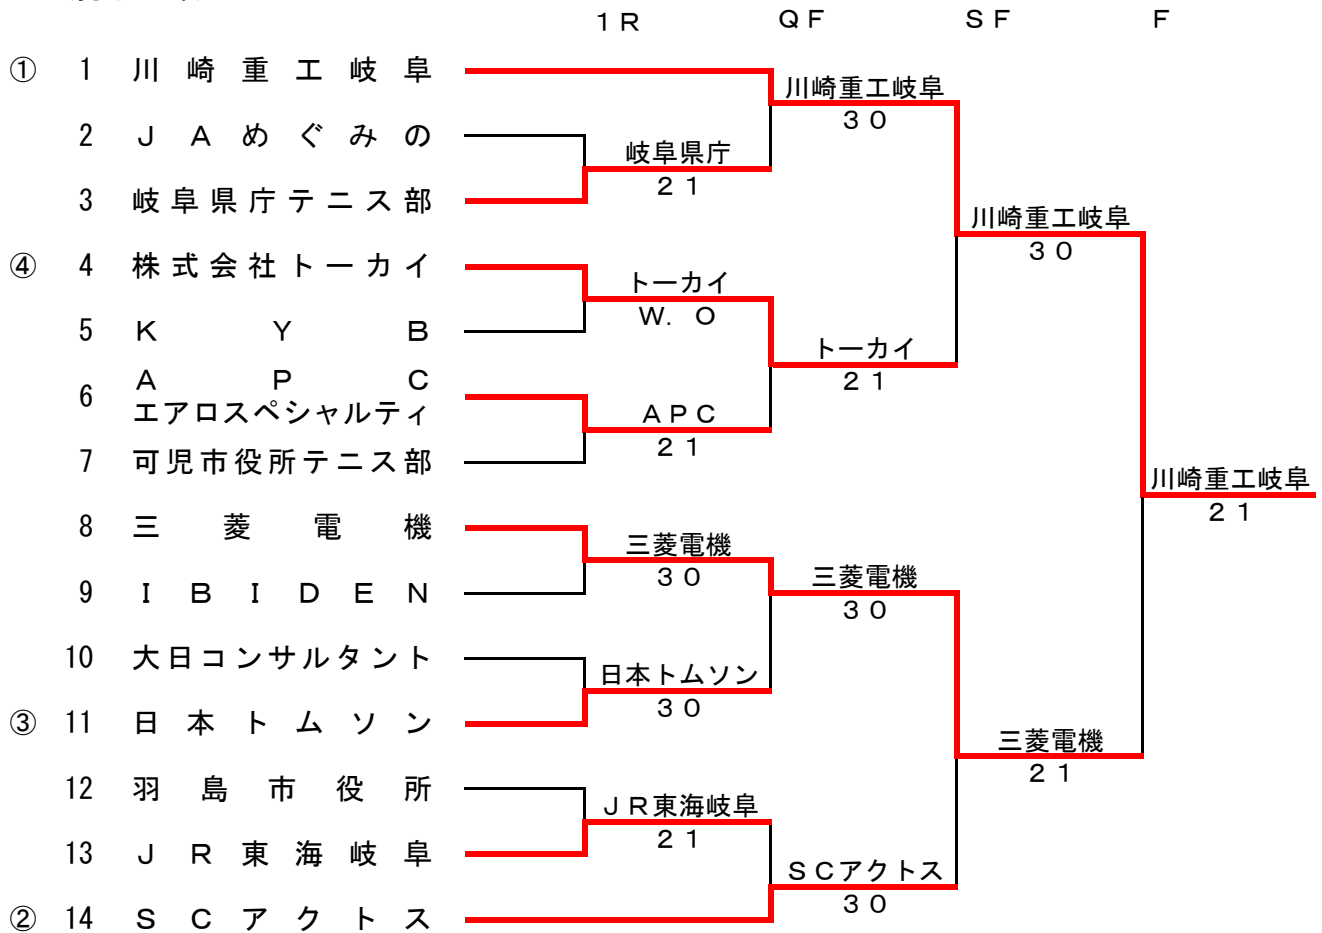 １Ｒ ＱＦ ＳＦ Ｆ
① 1 川崎重工岐阜
川崎重工岐阜
３０
2 ＪＡめぐみの
岐阜県庁
２１
3 岐阜県庁テニス部
川崎重工岐阜
３０
④ 4 株式会社トーカイ
トーカイ
Ｗ．Ｏ
5 ＫＹＢ
トーカイ
２１
6 ＡＰＣ
エアロスペシャルティ
ＡＰＣ
２１
7 可児市役所テニス部
川崎重工岐阜
２１
8 三菱電機
三菱電機
３０
9 ＩＢＩＤＥＮ
三菱電機
３０
10 大日コンサルタント
日本トムソン
３０
③ 11 日本トムソン
三菱電機
２１
12 羽島市役所
ＪＲ東海岐阜
２１
13 ＪＲ東海岐阜
ＳＣアクトス
３０
② 14 ＳＣアクトス